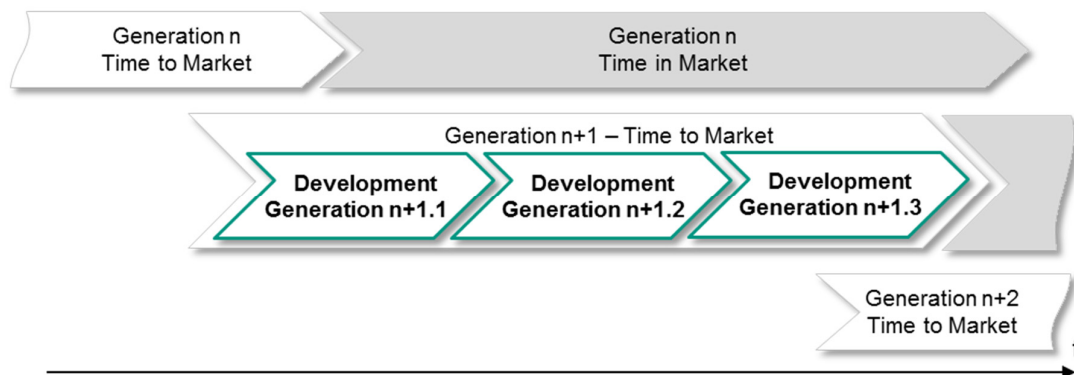 Generation n
Time to Market
Generation n
Time in Market
Generation n+1 – Time to Market
Development
Generation n+1.1
Development
Generation n+1.2
Development
Generation n+1.3
Generation n+2
Time to Market